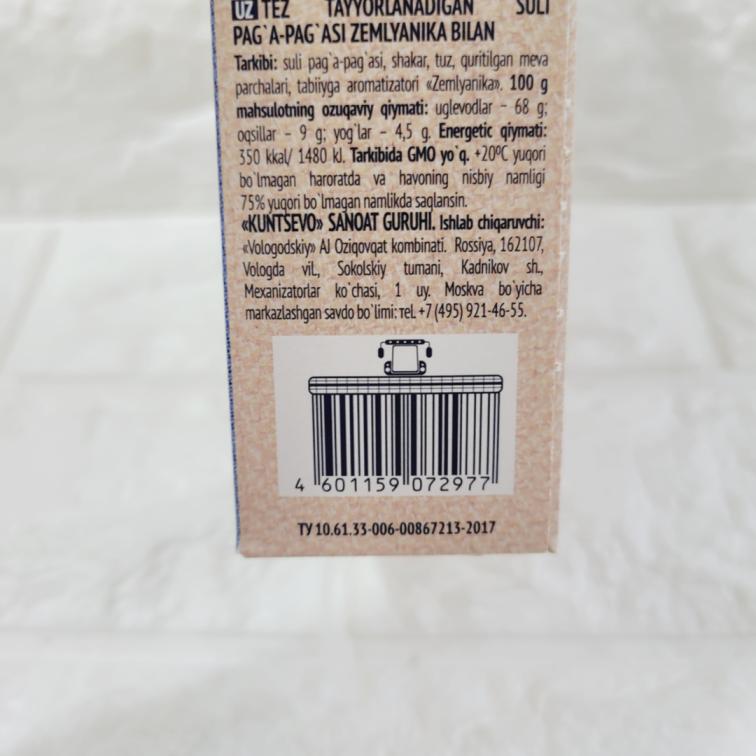 UZ TEZ TAYYORLANADIGAN SULI
PAG`A-PAG`ASI ZEMLYANIKA BILAN
Tarkibi: suli pag`a-pag`asi, shakar, tuz, quritilgan meva
parchalari, tabiiyga aromatizatori «Zemlyanika». 100 g
mahsulotning ozuqaviy qiymati: uglevodlar – 68 g;
oqsillar – 9 g; yog`lar – 4,5 g. Energetic qiymati:
350 kkal/ 1480 kJ. Tarkibida GMO yo`q. +20ºC yuqori
bo`lmagan haroratda va havoning nisbiy namligi
75% yuqori bo`lmagan namlikda saqlansin.
«KUNTSEVO» SANOAT GURUHI. Ishlab chiqaruvchi:
«Vologodskiy» AJ Oziqovqat kombinati. Rossiya, 162107,
Vologda vil., Sokolskiy tumani, Kadnikov sh.,
Mexanizatorlar ko`chasi, 1 uy. Moskva bo`yicha
markazlashgan savdo bo`limi: тел. +7 (495) 921-46-55.
4 601159 072977
ТУ 10.61.33-006-00867213-2017